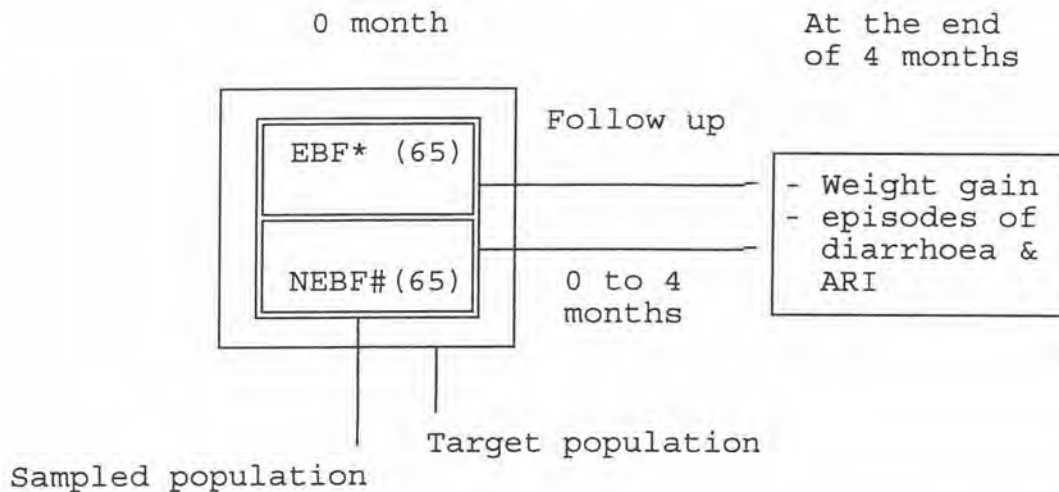 0 month
At the end
of 4 months
Follow up
EBF* (65)
NEBF# (65)
0 to 4
months
- Weight gain
- episodes of
diarrhoea &
ARI
Target population
Sampled population